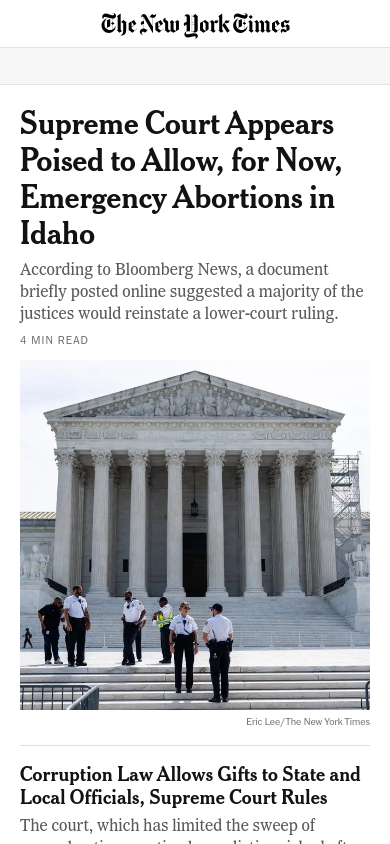 The New York Times
Supreme Court Appears
Poised to Allow, for Now,
Emergency Abortions in
Idaho
According to Bloomberg News, a document
briefly posted online suggested a majority of the
justices would reinstate a lower-court ruling.
4 MIN READ
Eric Lee/The New York Times
Corruption Law Allows Gifts to State and
Local Officials, Supreme Court Rules
The court, which has limited the sweep of